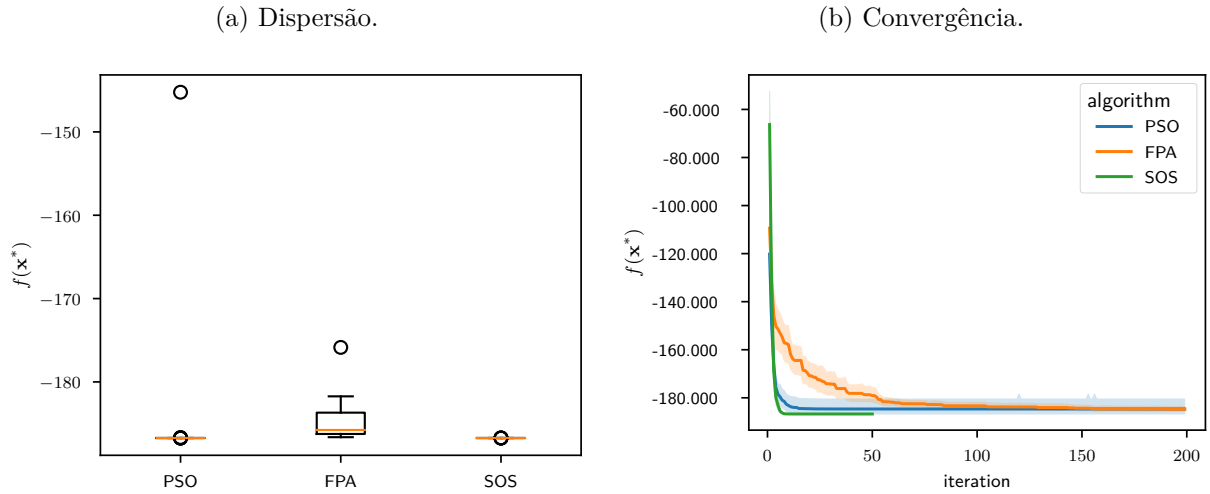 (a) Dispersão.
(b) Convergência.
−150
−160
−170
−180
f(x*)
PSO
FPA
SOS
-60.000
-80.000
-100.000
-120.000
-140.000
-160.000
-180.000
f(x*)
algorithm
PSO
FPA
SOS
0
50
100
150
200
iteration